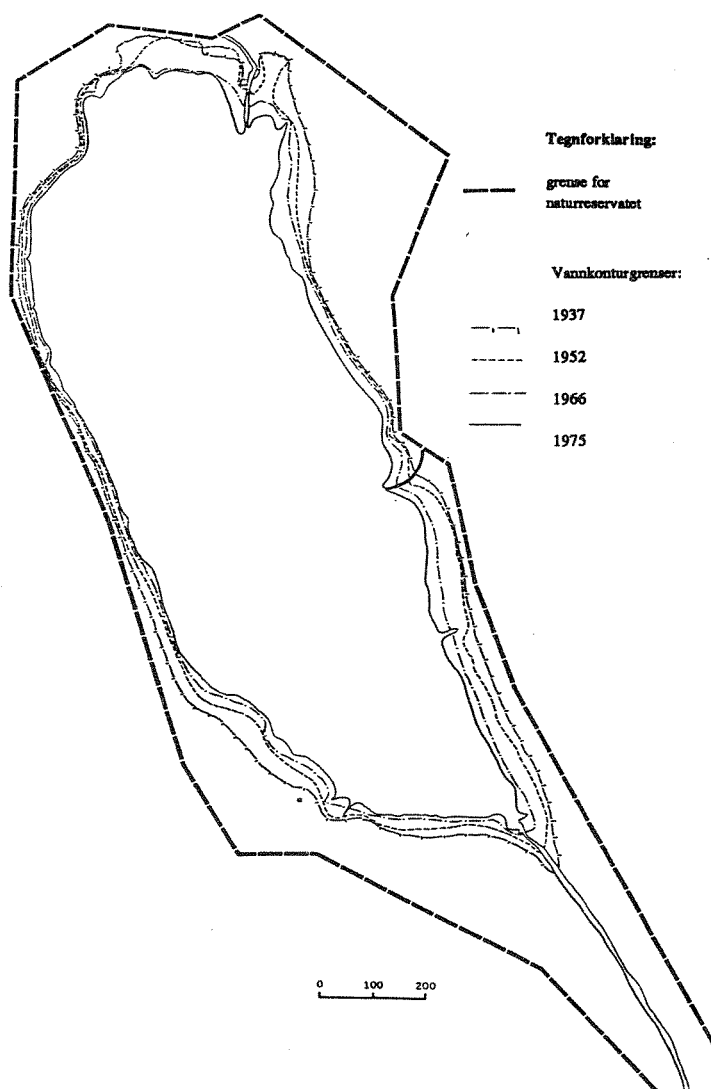 Tegnforklaring:
grense for
naturreservatet
Vannkonturgrenser:
1937
1952
1966
1975
0 100 200